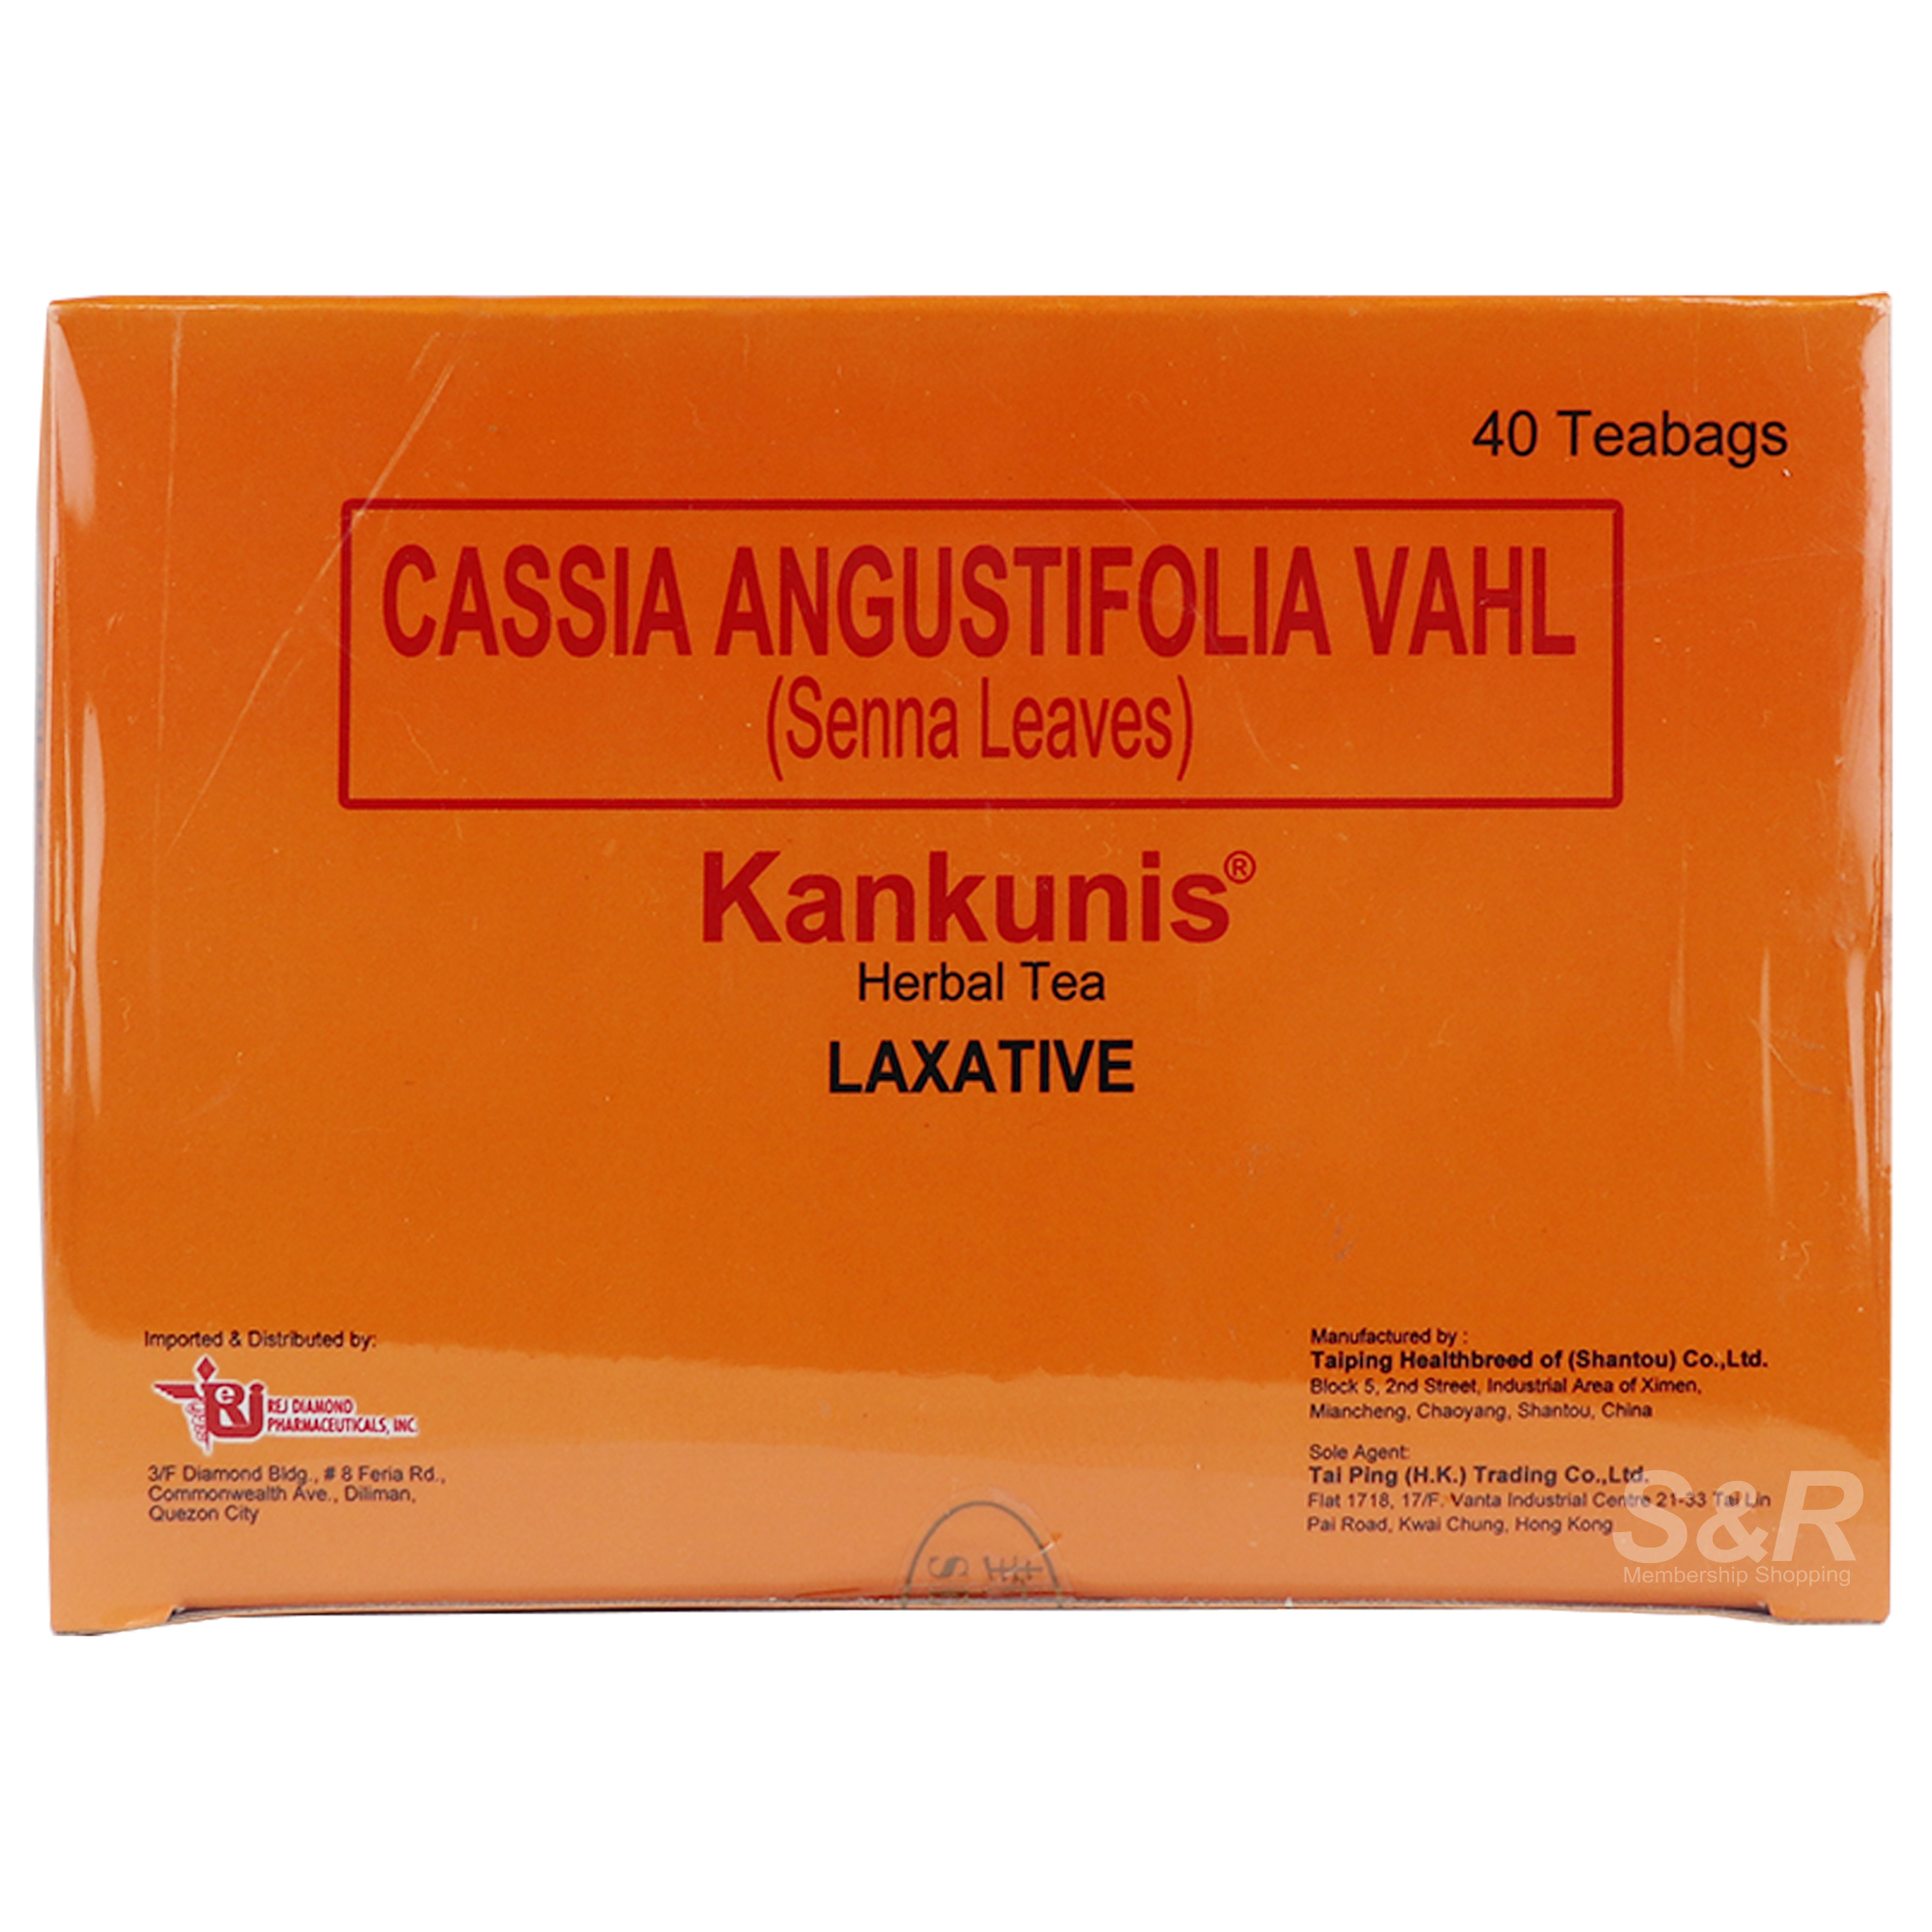 40 Teabags
CASSIA ANGUSTIFOLIA VAHL
(Senna Leaves)
Kankunis®
Herbal Tea
LAXATIVE
Imported & Distributed by:
ReJ
REJ DIAMOND
PHARMACEUTICALS, INC.
3/F Diamond Bldg., # 8 Feria Rd.,
Commonwealth Ave., Diliman,
Quezon City
Manufactured by :
Taiping Healthbreed of (Shantou) Co.,Ltd.
Block 5, 2nd Street, Industrial Area of Ximen,
Miancheng, Chaoyang, Shantou, China
Sole Agent:
Tai Ping (H.K.) Trading Co.,Ltd.
Flat 1718, 17/F. Vanta Industrial Centre 21-33 Tai Lin
Pai Road, Kwai Chung, Hong Kong
S&R
Membership Shopping